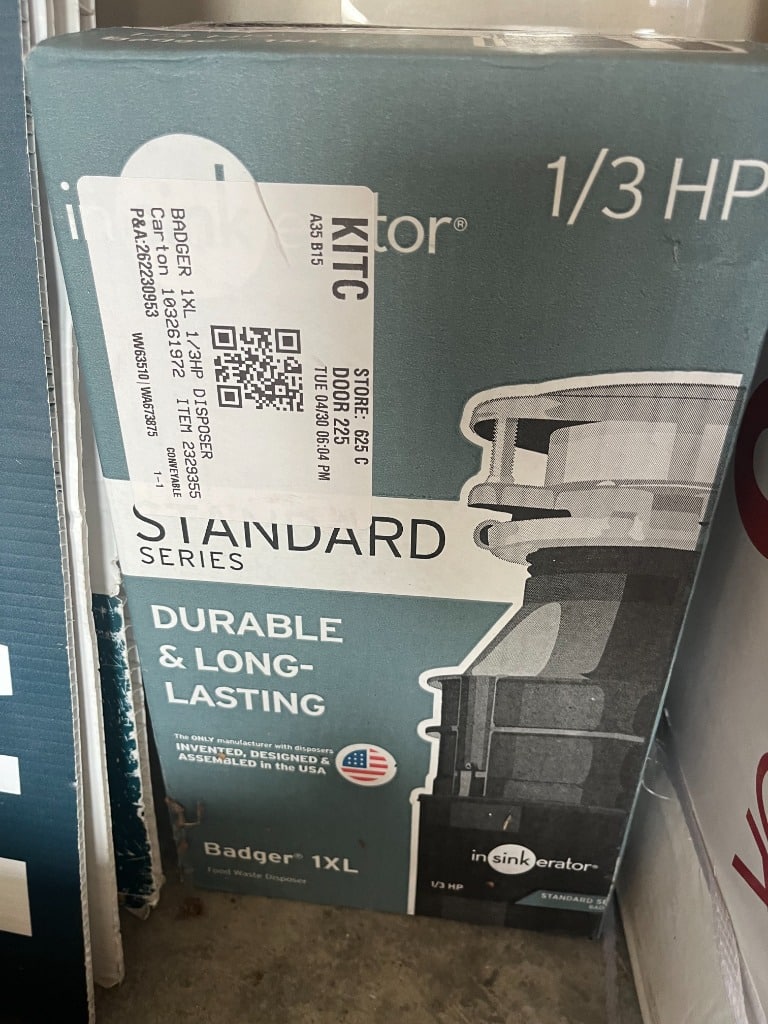 1/3 HP
insinkerator®
KITC
A35 B15
STORE: 625 C
DOOR 225
TUE 04/30 06:04 PM
BADGER 1XL 1/3HP DISPOSER
Carton 103261972 ITEM 2329355
P&A:262230953 WV63510 | WA673875 CONVEYABLE
1-1
STANDARD
SERIES
DURABLE
& LONG-
LASTING
The ONLY manufacturer with disposers
INVENTED, DESIGNED &
ASSEMBLED in the USA
Badger® 1XL
Food Waste Disposer
insinkerator®
1/3 HP
STANDARD SE